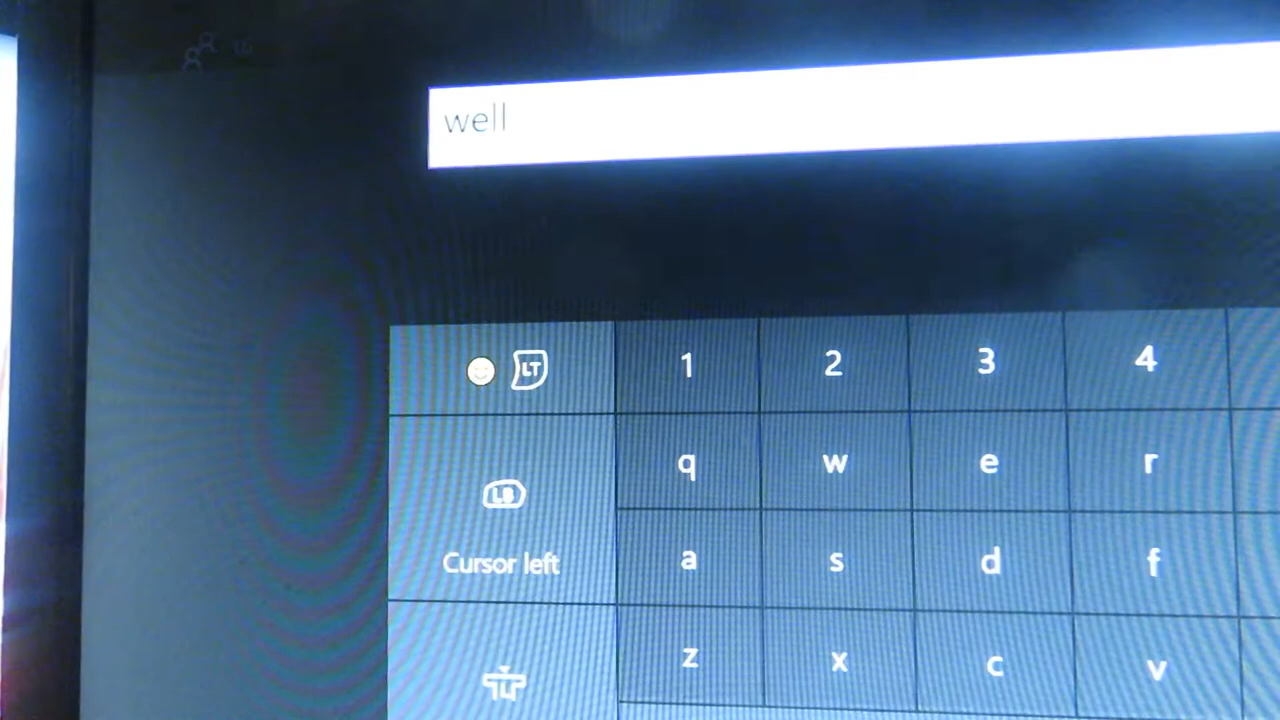 well
LT 1 2 3 4
q w e r
LB
Cursor left
a s d f
z x c v